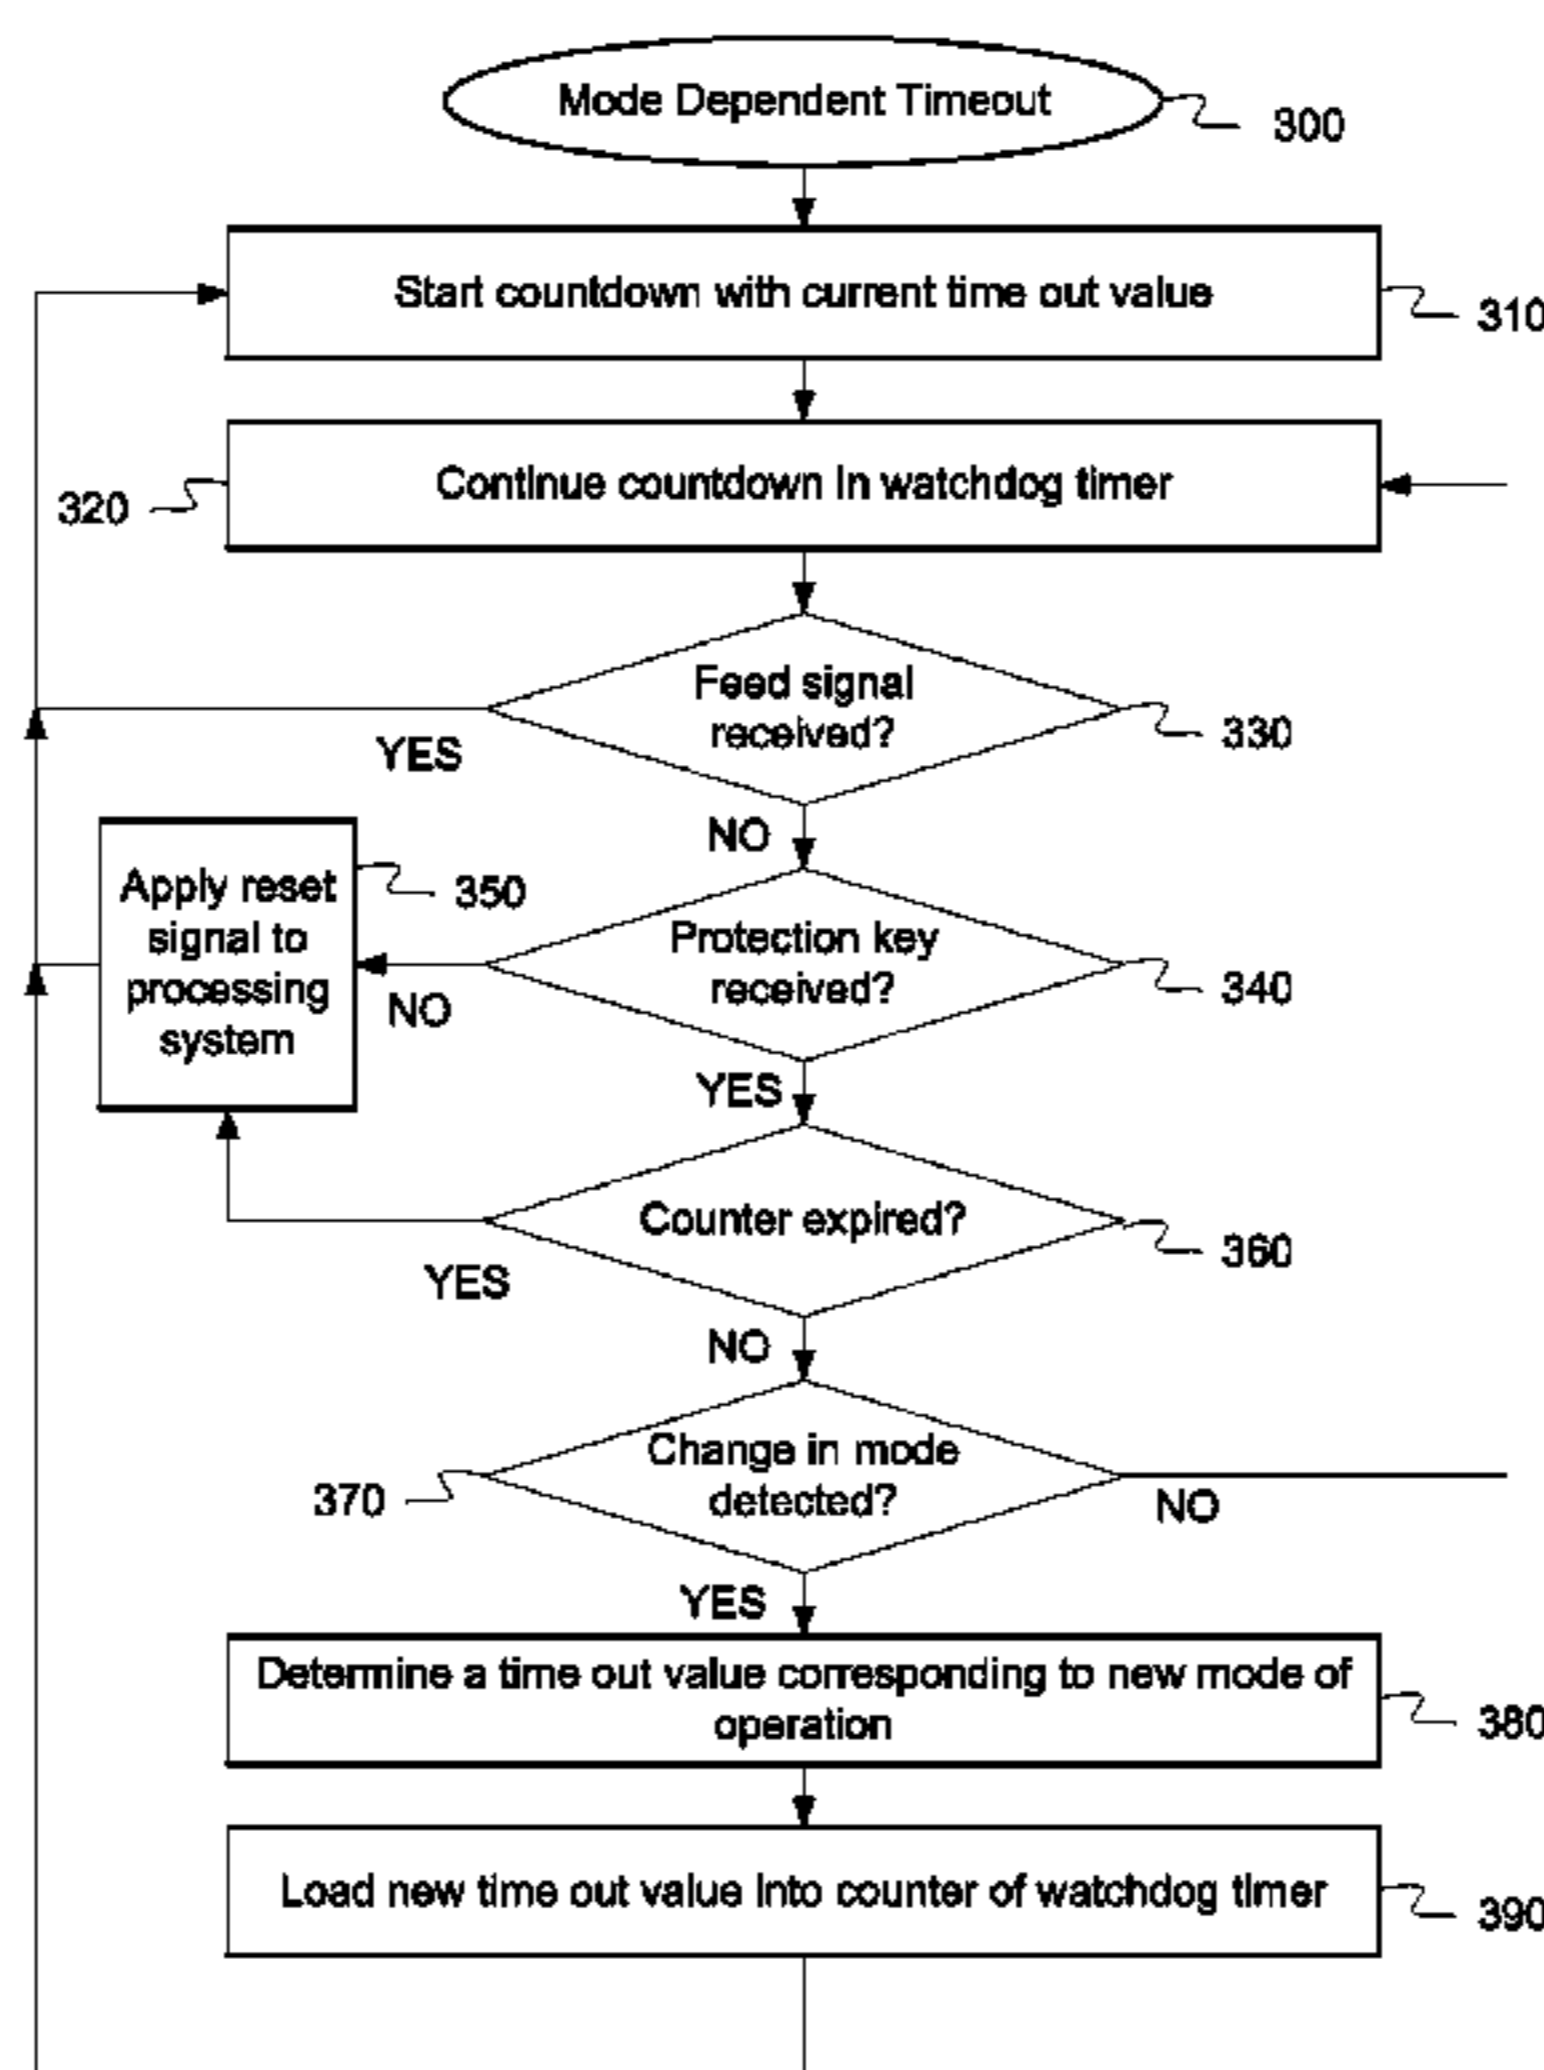 Mode Dependent Timeout
300
Start countdown with current time out value
310
Continue countdown in watchdog timer
320
Feed signal
received?
330
YES
NO
Apply reset
signal to
processing
system
350
Protection key
received?
340
NO
YES
Counter expired?
360
YES
NO
Change in mode
detected?
370
NO
YES
Determine a time out value corresponding to new mode of
operation
380
Load new time out value into counter of watchdog timer
390